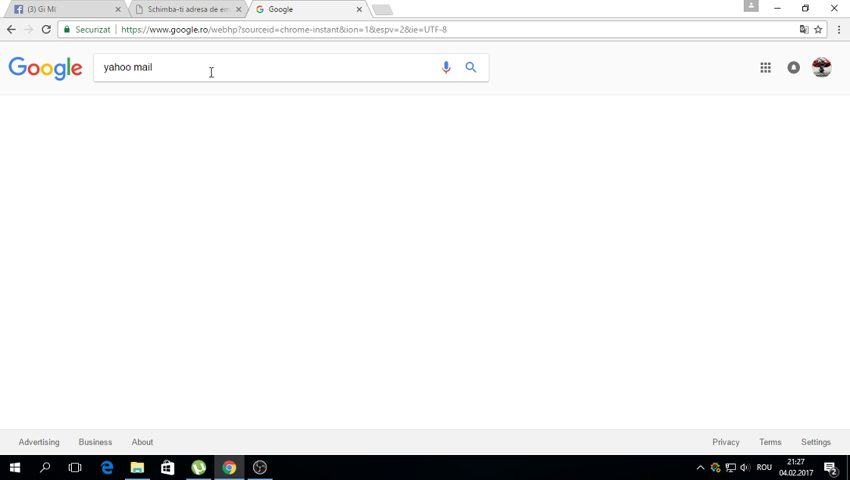 (3) Gi Mi
Schimba-ti adresa de em
Google
Securizat
https://www.google.ro/webhp?sourceid=chrome-instant&ion=1&espv=2&ie=UTF-8
Google
yahoo mail
Advertising Business About Privacy Terms Settings
ROU
21:27
04.02.2017
2